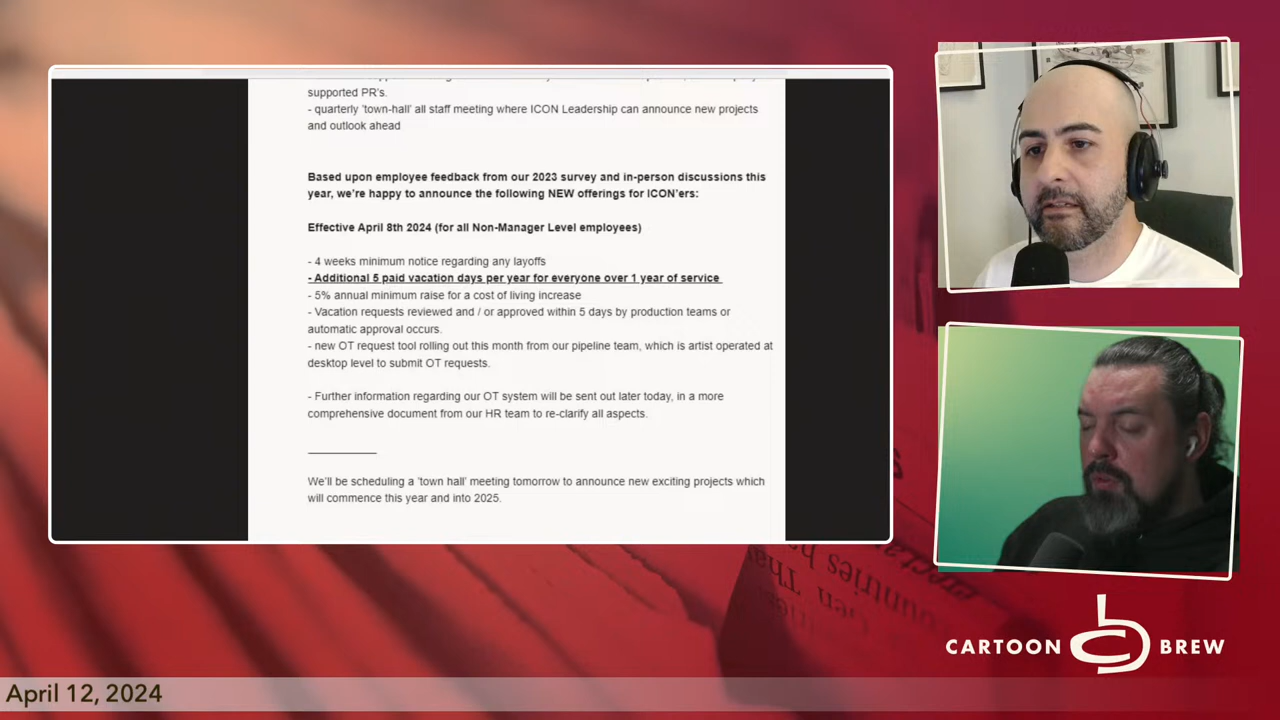 supported PR's.
- quarterly 'town-hall' all staff meeting where ICON Leadership can announce new projects
and outlook ahead
Based upon employee feedback from our 2023 survey and in-person discussions this
year, we're happy to announce the following NEW offerings for ICON'ers:
Effective April 8th 2024 (for all Non-Manager Level employees)
- 4 weeks minimum notice regarding any layoffs
- Additional 5 paid vacation days per year for everyone over 1 year of service
- 5% annual minimum raise for a cost of living increase
- Vacation requests reviewed and / or approved within 5 days by production teams or
automatic approval occurs.
- new OT request tool rolling out this month from our pipeline team, which is artist operated at
desktop level to submit OT requests.
- Further information regarding our OT system will be sent out later today, in a more
comprehensive document from our HR team to re-clarify all aspects.
We'll be scheduling a 'town hall' meeting tomorrow to announce new exciting projects which
will commence this year and into 2025.
CARTOON BREW
April 12, 2024